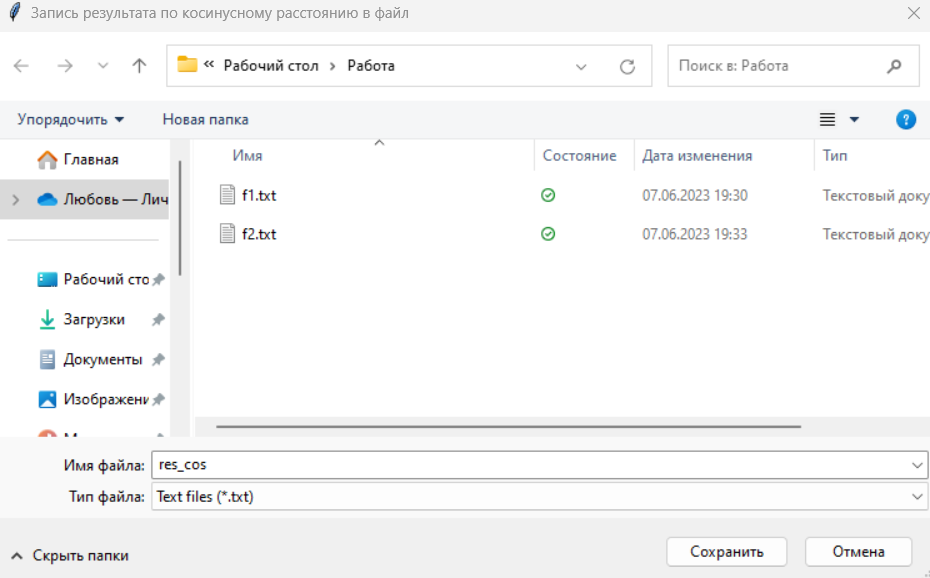 Запись результата по косинусному расстоянию в файл
« Рабочий стол › Работа
Поиск в: Работа
Упорядочить
Новая папка
?
Имя
Состояние
Дата изменения
Тип
Главная
Любовь — Лич
Рабочий сто
Загрузки
Документы
Изображени
f1.txt 07.06.2023 19:30 Текстовый доку
f2.txt 07.06.2023 19:33 Текстовый доку
Имя файла: res_cos
Тип файла: Text files (*.txt)
Скрыть папки
Сохранить
Отмена